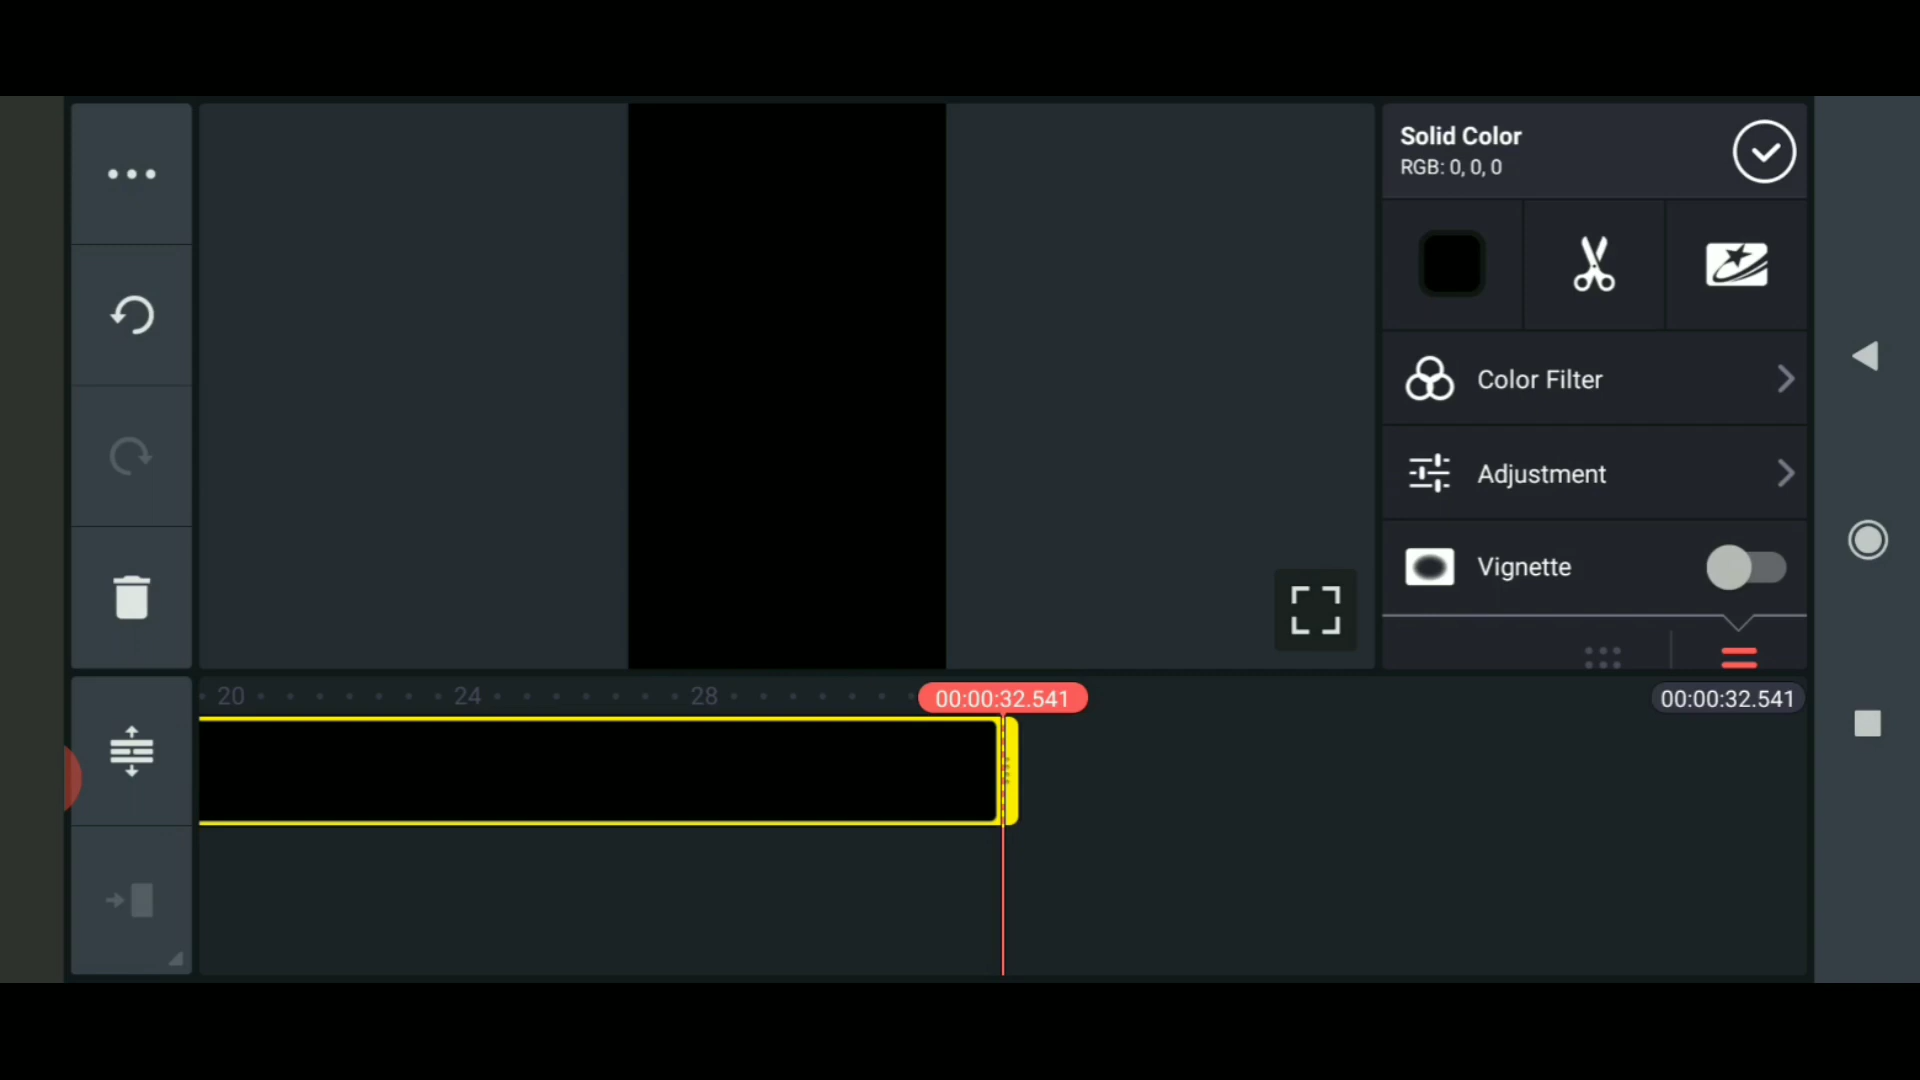 Solid Color
RGB: 0, 0, 0
Color Filter
Adjustment
Vignette
20 24 28 00:00:32.541 00:00:32.541